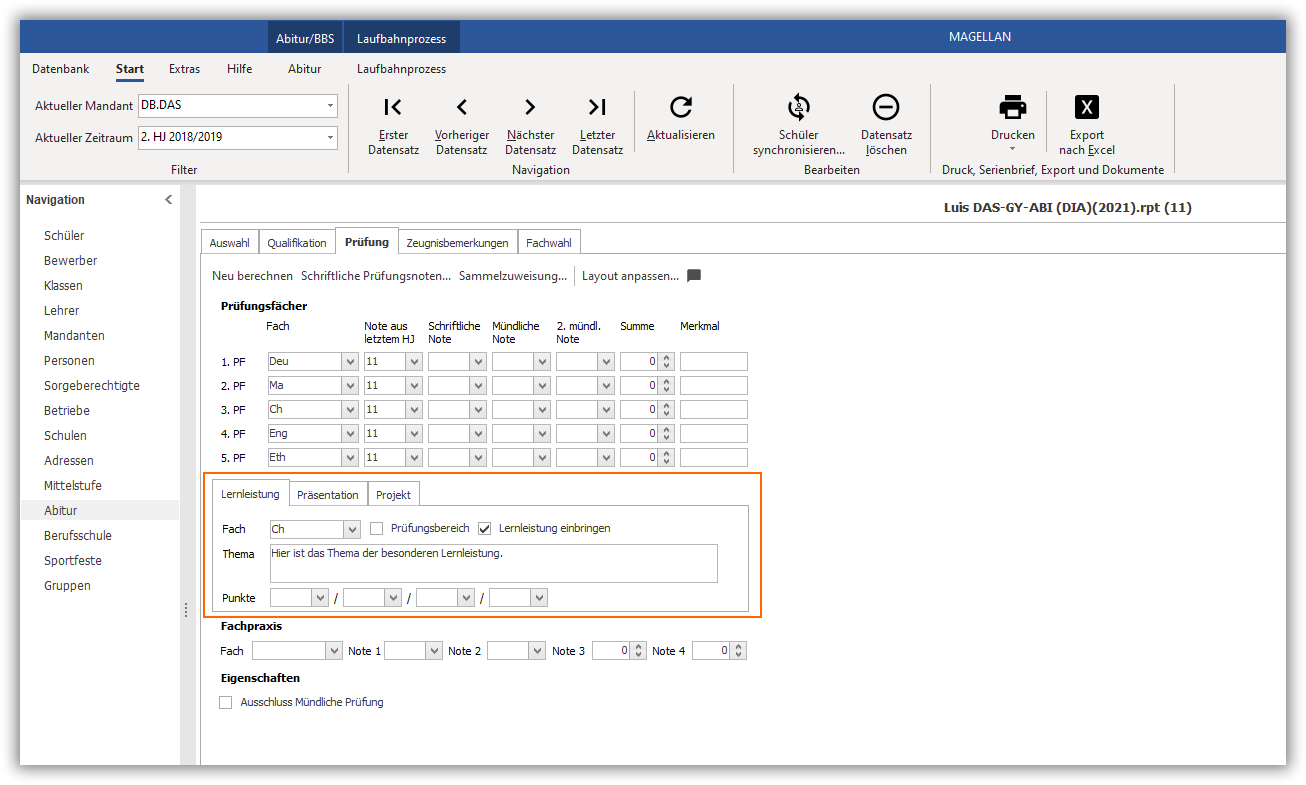 Abitur/BBS Laufbahnprozess MAGELLAN
Datenbank Start Extras Hilfe Abitur Laufbahnprozess
Aktueller Mandant DB.DAS
Aktueller Zeitraum 2. HJ 2018/2019
Filter
Erster Datensatz
Vorheriger Datensatz
Nächster Datensatz
Letzter Datensatz
Navigation
Aktualisieren
Schüler synchronisieren...
Datensatz löschen
Bearbeiten
Drucken
X
Export nach Excel
Druck, Serienbrief, Export und Dokumente
Navigation
Schüler
Bewerber
Klassen
Lehrer
Mandanten
Personen
Sorgeberechtigte
Betriebe
Schulen
Adressen
Mittelstufe
Abitur
Berufsschule
Sportfeste
Gruppen
Luis DAS-GY-ABI (DIA)(2021).rpt (11)
Auswahl Qualifikation Prüfung Zeugnisbemerkungen Fachwahl
Neu berechnen Schriftliche Prüfungsnoten... Sammelzuweisung... Layout anpassen...
Prüfungsfächer
Fach Note aus letztem HJ Schriftliche Note Mündliche Note 2. mündl. Note Summe Merkmal
1. PF Deu 11 0
2. PF Ma 11 0
3. PF Ch 11 0
4. PF Eng 11 0
5. PF Eth 11 0
Lernleistung Präsentation Projekt
Fach Ch Prüfungsbereich Lernleistung einbringen
Thema Hier ist das Thema der besonderen Lernleistung.
Punkte / / /
Fachpraxis
Fach Note 1 Note 2 Note 3 0 Note 4 0
Eigenschaften
Ausschluss Mündliche Prüfung